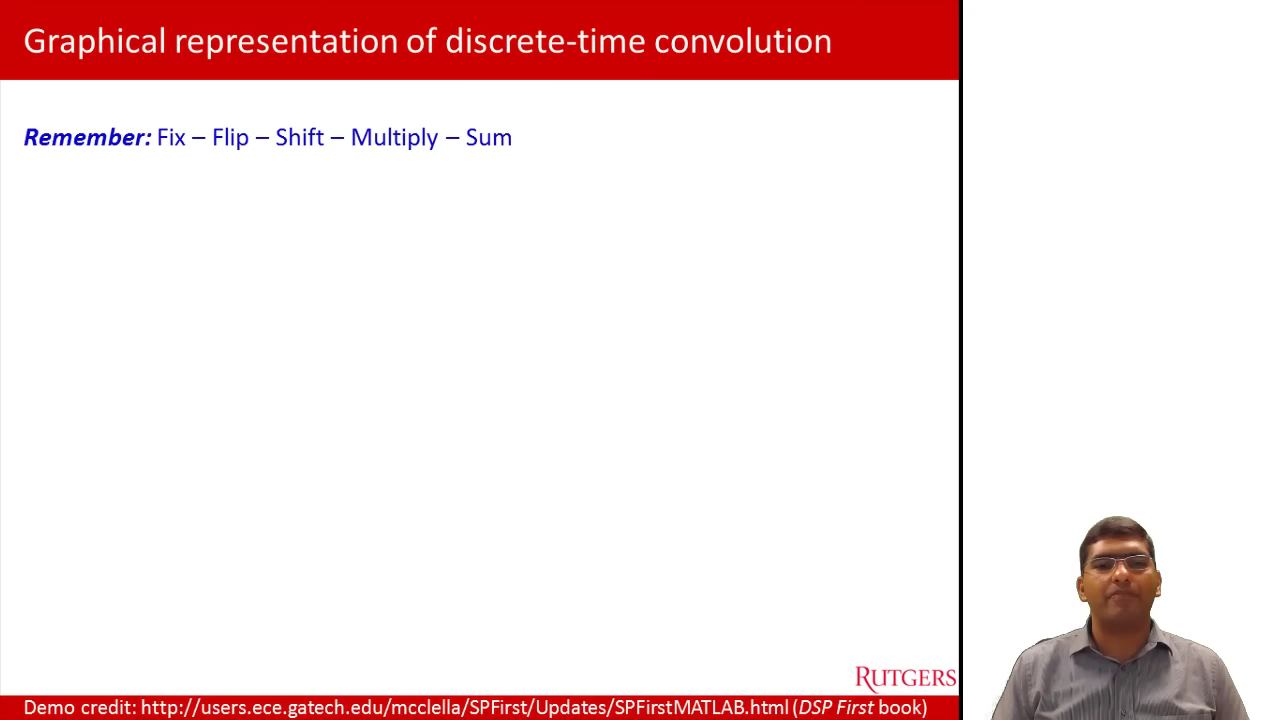 Graphical representation of discrete-time convolution
Remember: Fix – Flip – Shift – Multiply – Sum
RUTGERS
Demo credit: http://users.ece.gatech.edu/mcclella/SPFirst/Updates/SPFirstMATLAB.html (DSP First book)